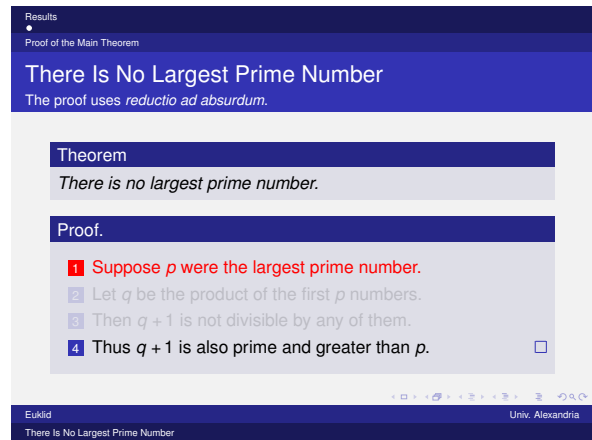 Results
Proof of the Main Theorem
There Is No Largest Prime Number
The proof uses reductio ad absurdum.
Theorem
There is no largest prime number.
Proof.
1 Suppose p were the largest prime number.
2 Let q be the product of the first p numbers.
3 Then q + 1 is not divisible by any of them.
4 Thus q + 1 is also prime and greater than p.
Euklid Univ. Alexandria
There Is No Largest Prime Number